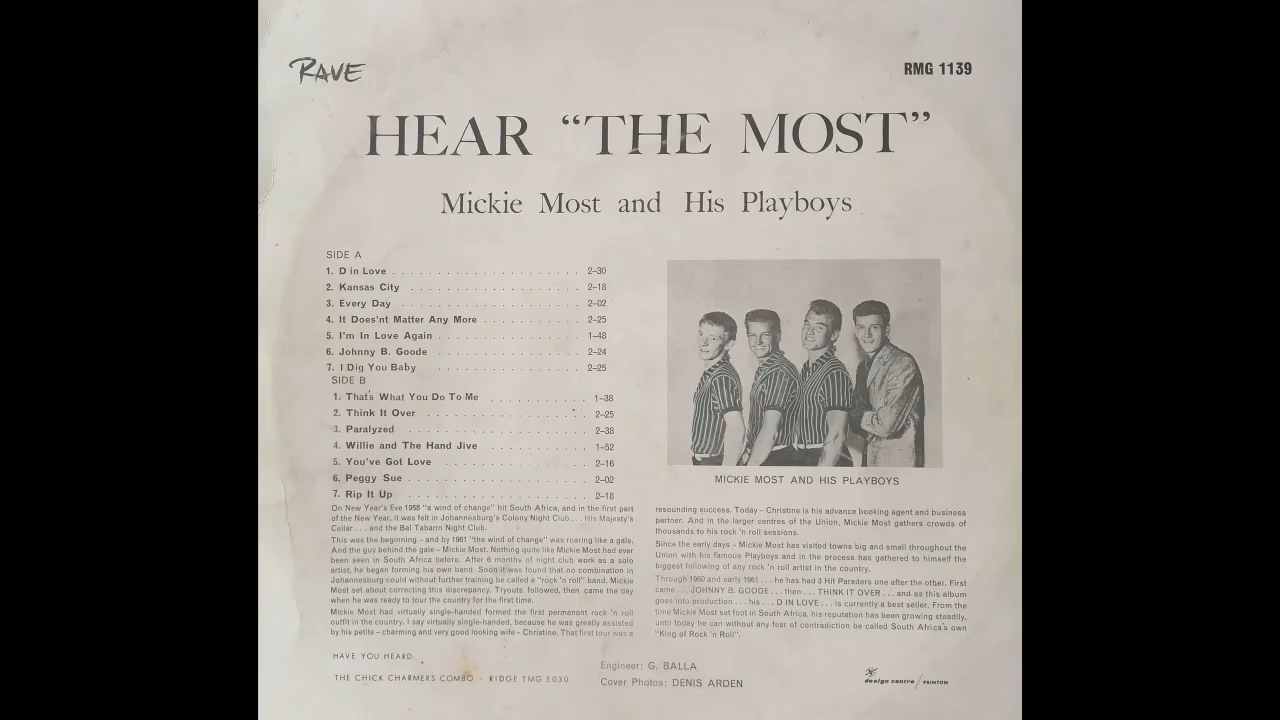 RAVE
RMG 1139
HEAR “THE MOST”
Mickie Most and His Playboys
SIDE A
1. D in Love . . . . . . . . . . . . . . . . . . . . . 2–30
2. Kansas City . . . . . . . . . . . . . . . . . . . 2–18
3. Every Day . . . . . . . . . . . . . . . . . . . . 2–02
4. It Does'nt Matter Any More . . . . . . . . . . . 2–25
5. I'm In Love Again . . . . . . . . . . . . . . . . 1–48
6. Johnny B. Goode . . . . . . . . . . . . . . . . . 2–24
7. I Dig You Baby . . . . . . . . . . . . . . . . 2–25
SIDE B
1. That's What You Do To Me . . . . . . . . . . . 1–38
2. Think It Over . . . . . . . . . . . . . . . . . . 2–25
3. Paralyzed . . . . . . . . . . . . . . . . . . . . 2–38
4. Willie and The Hand Jive . . . . . . . . . . . . 1–52
5. You've Got Love . . . . . . . . . . . . . . . . 2–16
6. Peggy Sue . . . . . . . . . . . . . . . . . . . . 2–02
7. Rip It Up . . . . . . . . . . . . . . . . . . . . 2–18
MICKIE MOST AND HIS PLAYBOYS
On New Year's Eve 1958 “a wind of change” hit South Africa, and in the first part
of the New Year, it was felt in Johannesburg's Colony Night Club . . . His Majesty's
Cellar . . . and the Bal Tabarin Night Club.
This was the beginning – and by 1961 “the wind of change” was roaring like a gale.
And the guy behind the gale – Mickie Most. Nothing quite like Mickie Most had ever
been seen in South Africa before. After 6 months of night club work as a solo
artist, he began forming his own band. Soon it was found that no combination in
Johannesburg could without further training be called a “rock 'n roll” band. Mickie
Most set about correcting this discrepancy. Tryouts followed, then came the day
when he was ready to tour the country for the first time.
Mickie Most had virtually single-handed formed the first permanent rock 'n roll
outfit in the country. I say virtually single-handed, because he was greatly assisted
by his petite – charming and very good looking wife – Christine. That first tour was a
resounding success. Today – Christine is his advance booking agent and business
partner. And in the larger centres of the Union, Mickie Most gathers crowds of
thousands to his rock 'n roll sessions.
Since the early days – Mickie Most has visited towns big and small throughout the
Union with his famous Playboys and in the process has gathered to himself the
biggest following of any rock 'n roll artist in the country.
Through 1960 and early 1961 . . . he has had 3 Hit Paraders one after the other. First
came . . . JOHNNY B. GOODE . . . then . . . THINK IT OVER . . . and as this album
goes into production . . . his . . . D IN LOVE . . . is currently a best seller. From the
time Mickie Most set foot in South Africa, his reputation has been growing steadily,
until today he can without any fear of contradiction be called South Africa's own
“King of Rock 'n Roll”.
HAVE YOU HEARD:
THE CHICK CHARMERS COMBO - RIDGE TMG 5030
Engineer: G. BALLA
Cover Photos: DENIS ARDEN
design centre / PRINTON